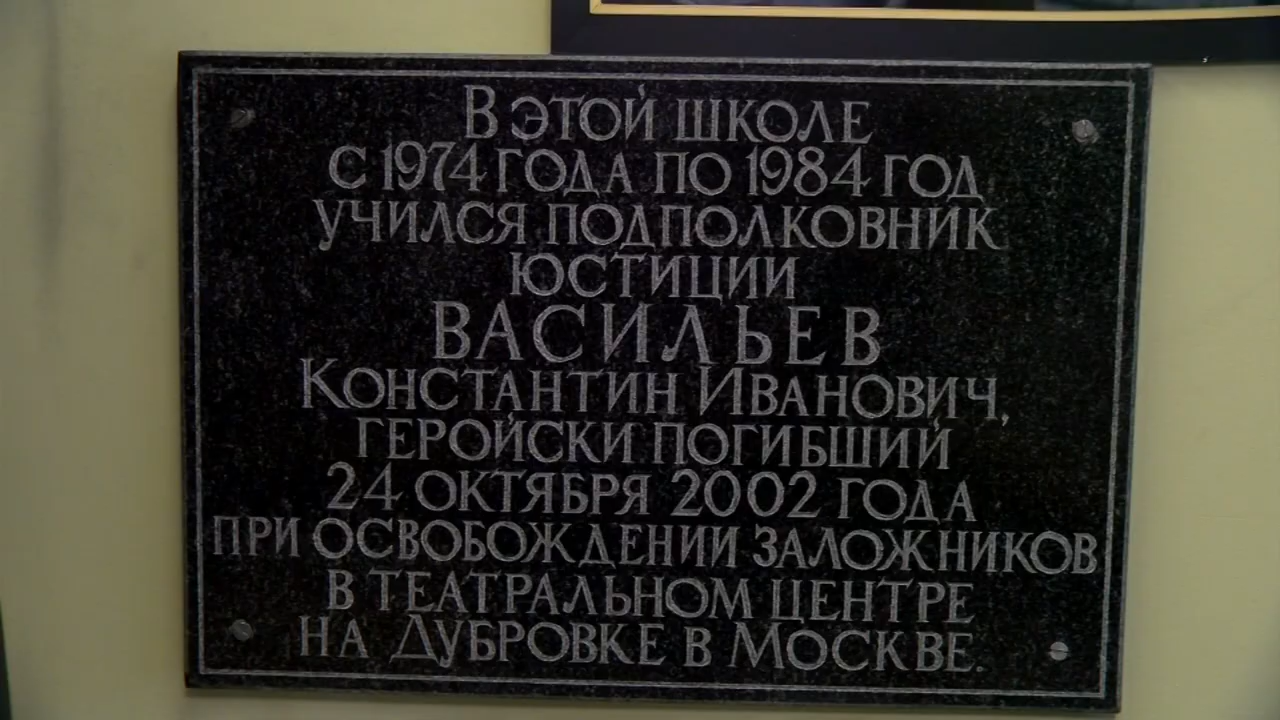 В ЭТОЙ ШКОЛЕ
С 1974 ГОДА ПО 1984 ГОД
УЧИЛСЯ ПОДПОЛКОВНИК
ЮСТИЦИИ
ВАСИЛЬЕВ
КОНСТАНТИН ИВАНОВИЧ,
ГЕРОЙСКИ ПОГИБШИЙ
24 ОКТЯБРЯ 2002 ГОДА
ПРИ ОСВОБОЖДЕНИИ ЗАЛОЖНИКОВ
В ТЕАТРАЛЬНОМ ЦЕНТРЕ
НА ДУБРОВКЕ В МОСКВЕ.